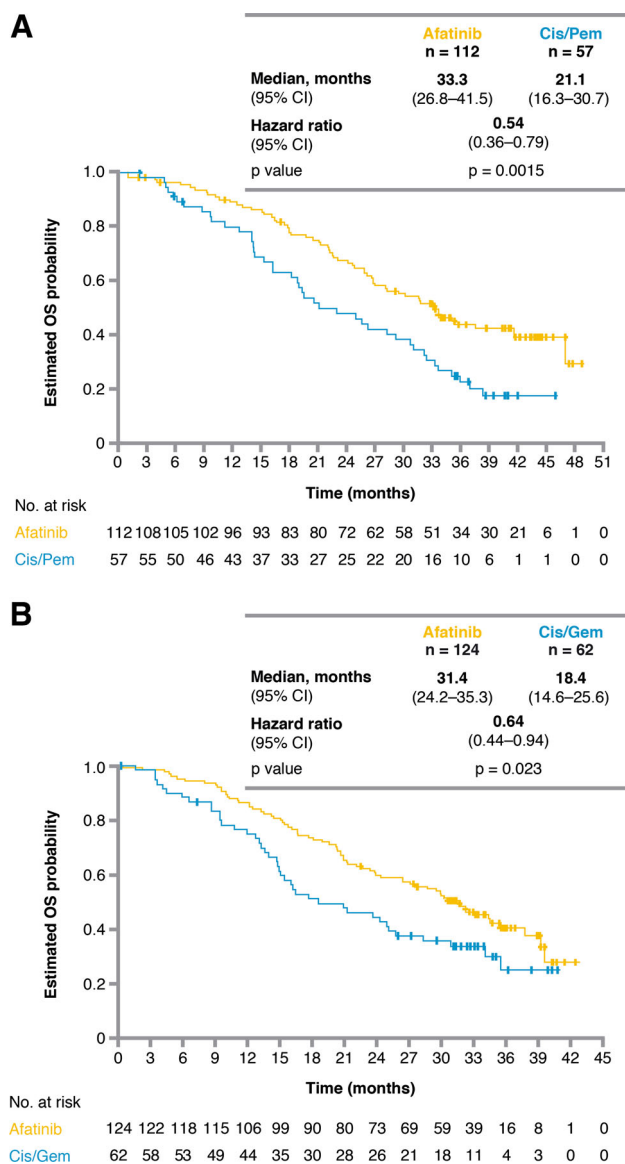 A
Afatinib Cis/Pem
n = 112 n = 57
Median, months 33.3 21.1
(95% CI) (26.8–41.5) (16.3–30.7)
Hazard ratio 0.54
(95% CI) (0.36–0.79)
p value p = 0.0015
1.0
0.8
0.6
0.4
0.2
0
Estimated OS probability
0 3 6 9 12 15 18 21 24 27 30 33 36 39 42 45 48 51
Time (months)
No. at risk
Afatinib 112 108 105 102 96 93 83 80 72 62 58 51 34 30 21 6 1 0
Cis/Pem 57 55 50 46 43 37 33 27 25 22 20 16 10 6 1 1 0 0
B
Afatinib Cis/Gem
n = 124 n = 62
Median, months 31.4 18.4
(95% CI) (24.2–35.3) (14.6–25.6)
Hazard ratio 0.64
(95% CI) (0.44–0.94)
p value p = 0.023
1.0
0.8
0.6
0.4
0.2
0
Estimated OS probability
0 3 6 9 12 15 18 21 24 27 30 33 36 39 42 45
Time (months)
No. at risk
Afatinib 124 122 118 115 106 99 90 80 73 69 59 39 16 8 1 0
Cis/Gem 62 58 53 49 44 35 30 28 26 21 18 11 4 3 0 0